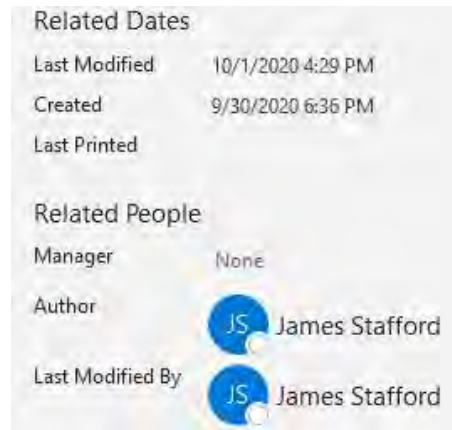 Related Dates
Last Modified 10/1/2020 4:29 PM
Created 9/30/2020 6:36 PM
Last Printed
Related People
Manager None
Author JS James Stafford
Last Modified By JS James Stafford